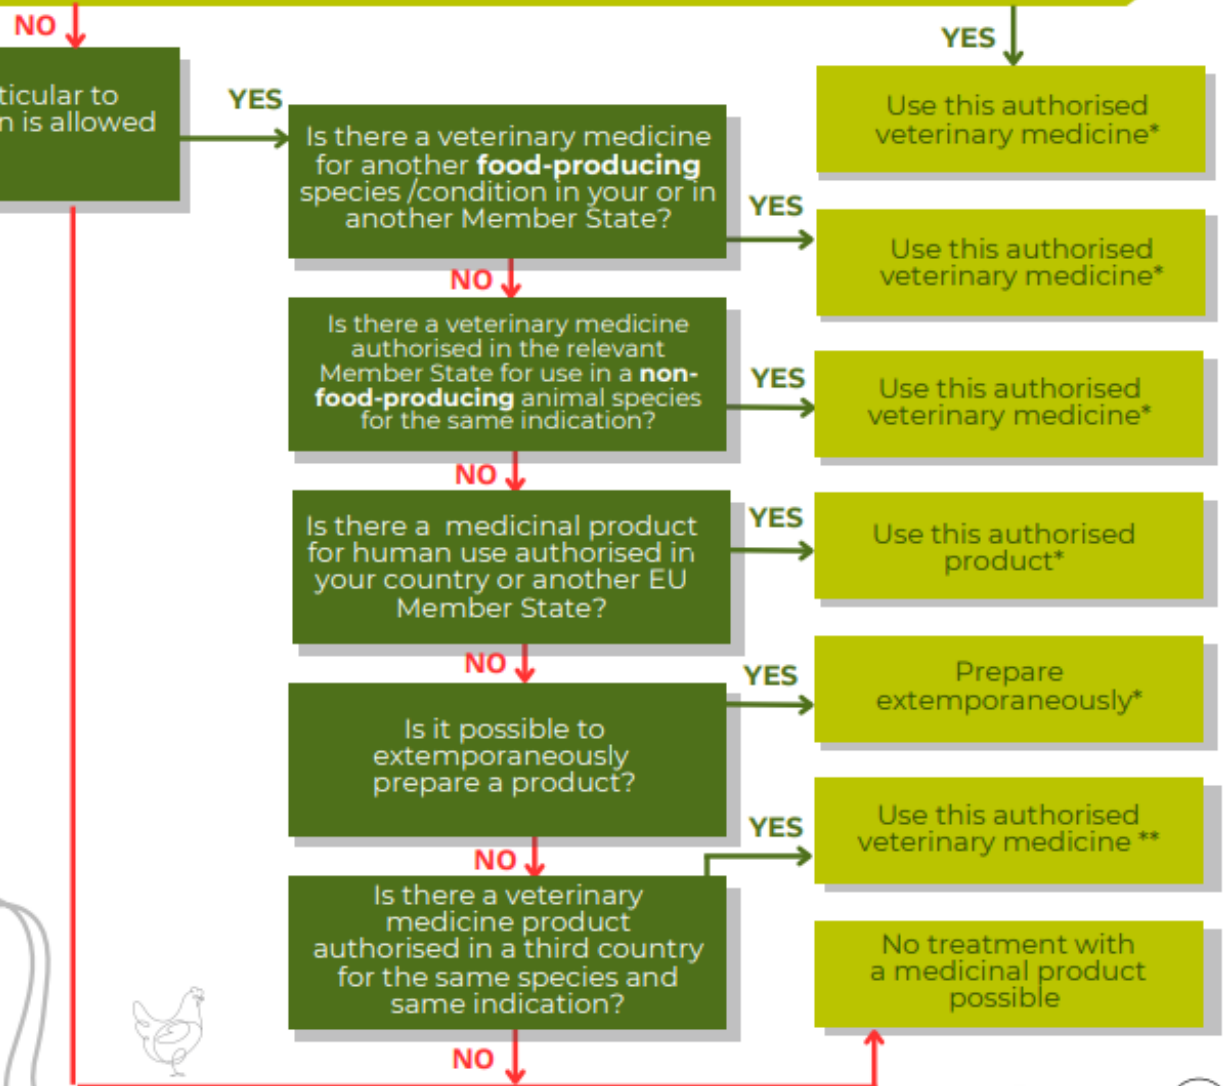 NO
YES
ticular to
n is allowed
YES
Is there a veterinary medicine
for another food-producing
species /condition in your or in
another Member State?
Use this authorised
veterinary medicine*
YES
Use this authorised
veterinary medicine*
NO
Is there a veterinary medicine
authorised in the relevant
Member State for use in a non-
food-producing animal species
for the same indication?
YES
Use this authorised
veterinary medicine*
NO
Is there a  medicinal product
for human use authorised in
your country or another EU
Member State?
YES
Use this authorised
product*
NO
Is it possible to
extemporaneously
prepare a product?
YES
Prepare
extemporaneously*
NO
Is there a veterinary
medicine product
authorised in a third country
for the same species and
same indication?
YES
Use this authorised
veterinary medicine **
NO
No treatment with
a medicinal product
possible